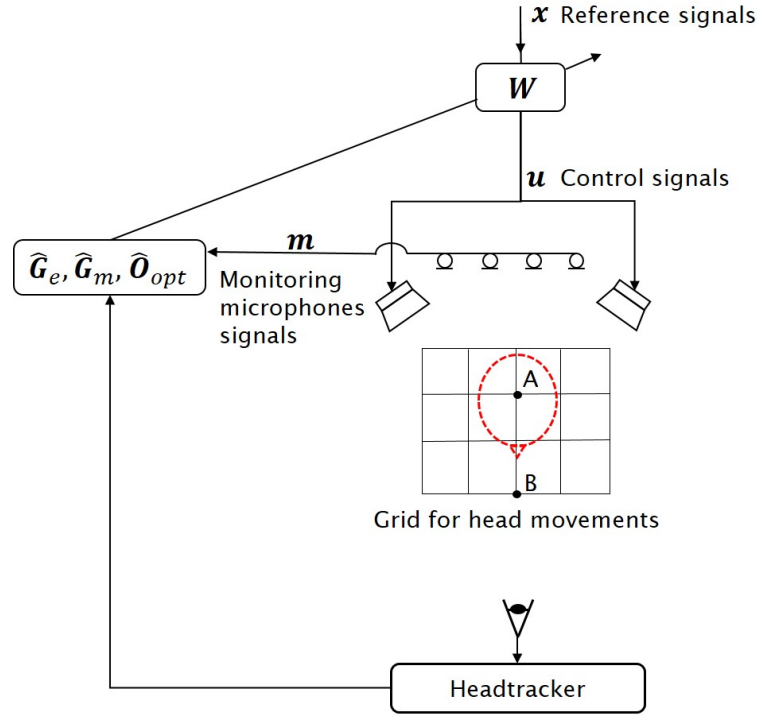 x Reference signals
W
u Control signals
m
Ĝₑ, Ĝₘ, Ôₒₚₜ
Monitoring
microphones
signals
A
B
Grid for head movements
Headtracker